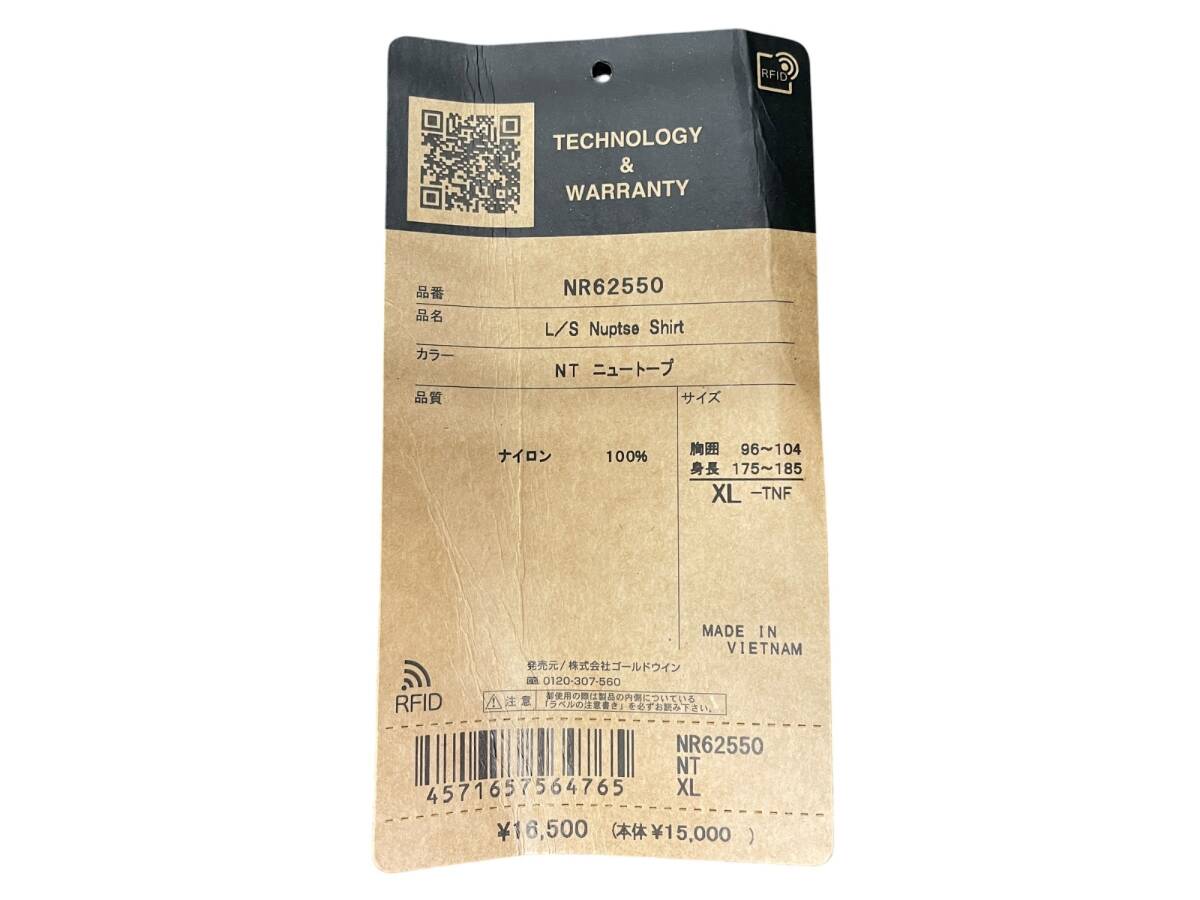 RFID
TECHNOLOGY
&
WARRANTY
品番 NR62550
品名
L/S Nuptse Shirt
カラー
NT ニュートープ
品質
サイズ
ナイロン 100%
胸囲 96~104
身長 175~185
XL -TNF
MADE IN
VIETNAM
発売元/株式会社ゴールドウイン
0120-307-560
RFID
注意
御使用の際は製品の内側についている
「ラベルの注意書き」を必ずお読み下さい。
4571657564765
NR62550
NT
XL
¥16,500 (本体¥15,000 )